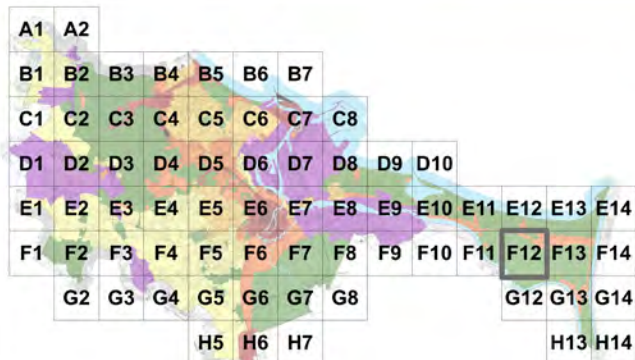 A1 A2
B1 B2 B3 B4 B5 B6 B7
C1 C2 C3 C4 C5 C6 C7 C8
D1 D2 D3 D4 D5 D6 D7 D8 D9 D10
E1 E2 E3 E4 E5 E6 E7 E8 E9 E10 E11 E12 E13 E14
F1 F2 F3 F4 F5 F6 F7 F8 F9 F10 F11 F12 F13 F14
G2 G3 G4 G5 G6 G7 G8 G12 G13 G14
H5 H6 H7 H13 H14